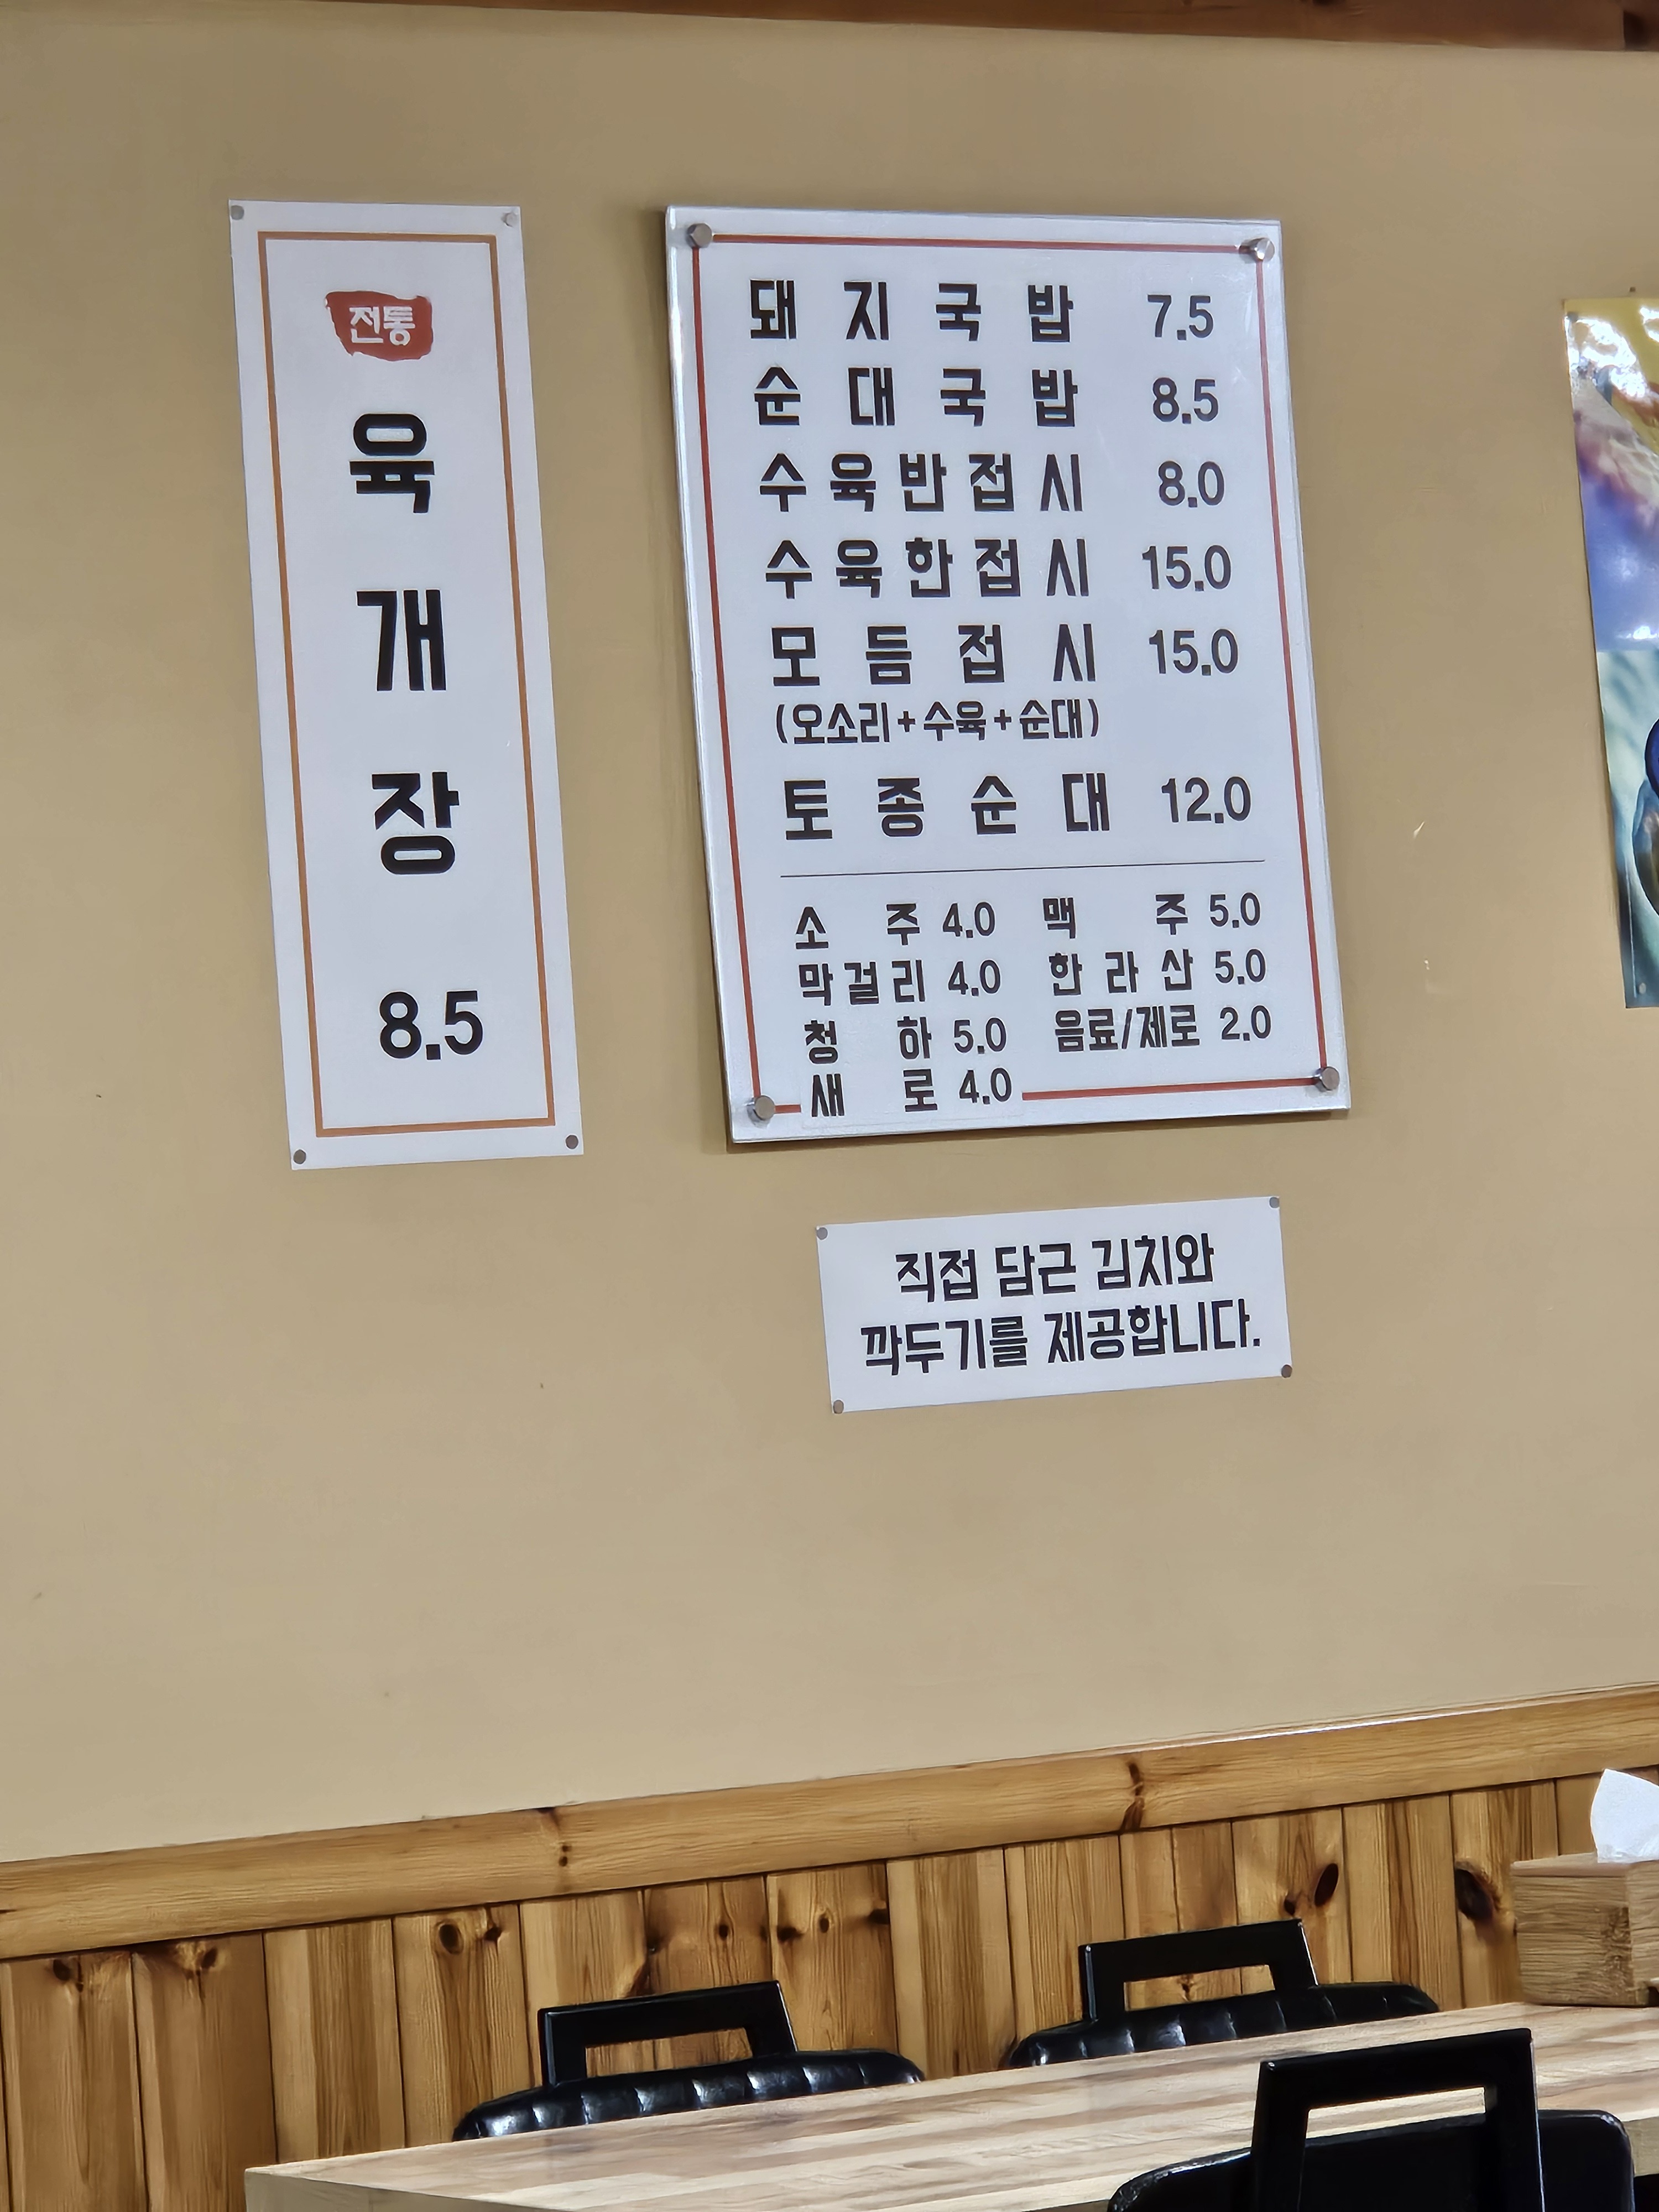 전통
육
개
장
8.5
돼지국밥 7.5
순대국밥 8.5
수육반접시 8.0
수육한접시 15.0
모듬접시 15.0
(오소리+수육+순대)
토종순대 12.0
소주 4.0 맥주 5.0
막걸리 4.0 한라산 5.0
청하 5.0 음료/제로 2.0
새로 4.0
직접 담근 김치와
깍두기를 제공합니다.